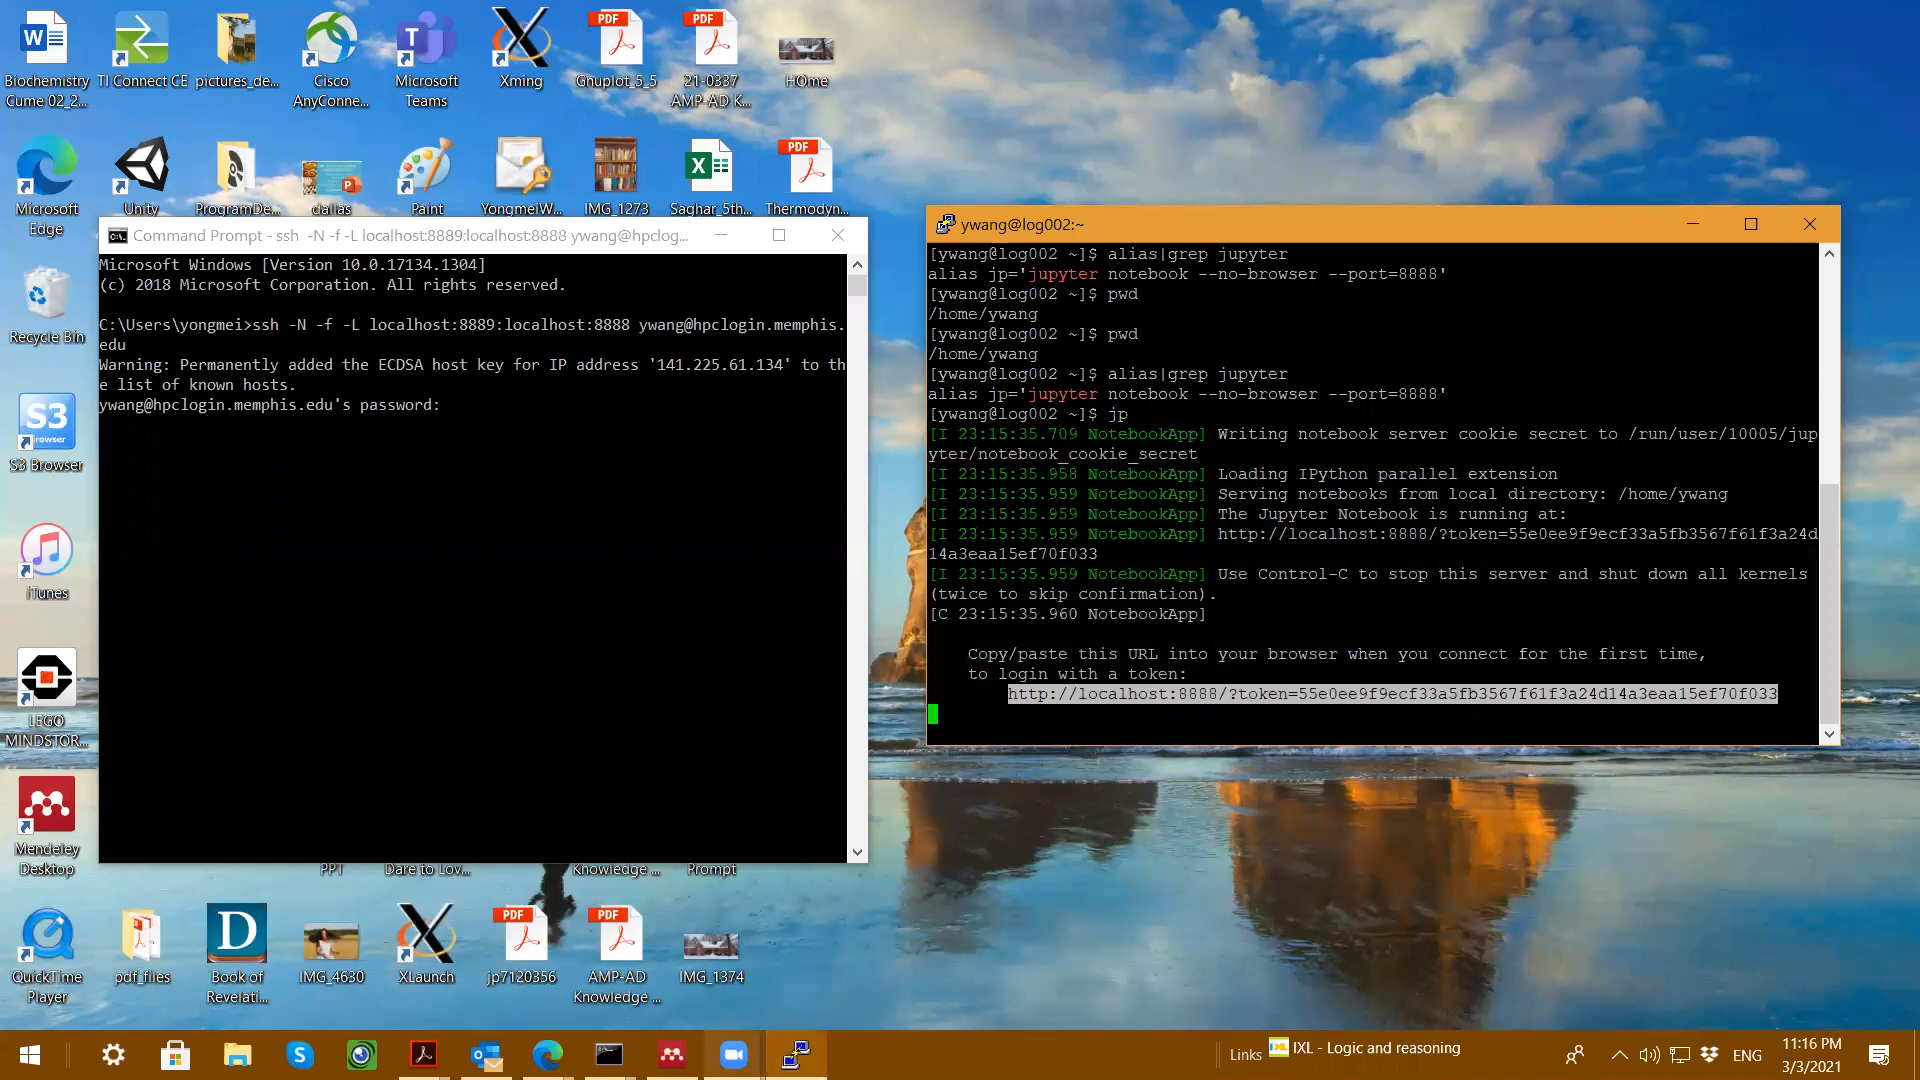 Biochemistry
Cume 02_2...
TI Connect CE
pictures_de...
Cisco
AnyConne...
Microsoft
Teams
Xming
Gnuplot_5_5
21-0337
AMP-AD K...
HOme
Microsoft
Edge
Unity
ProgramDe...
dallas
Paint
YongmeiW...
IMG_1273
Saghar_5th...
Thermodyn...
Recycle Bin
S3 Browser
iTunes
LEGO
MINDSTOR...
Mendeley
Desktop
PPT
Dare to Lov...
Knowledge ...
Prompt
QuickTime
Player
pdf_files
Book of
Revelati...
IMG_4630
XLaunch
jp7120356
AMP-AD
Knowledge ...
IMG_1374
Command Prompt - ssh -N -f -L localhost:8889:localhost:8888 ywang@hpclog...
Microsoft Windows [Version 10.0.17134.1304]
(c) 2018 Microsoft Corporation. All rights reserved.
C:\Users\yongmei>ssh -N -f -L localhost:8889:localhost:8888 ywang@hpclogin.memphis.
edu
Warning: Permanently added the ECDSA host key for IP address '141.225.61.134' to th
e list of known hosts.
ywang@hpclogin.memphis.edu's password:
ywang@log002:~
[ywang@log002 ~]$ alias|grep jupyter
alias jp='jupyter notebook --no-browser --port=8888'
[ywang@log002 ~]$ pwd
/home/ywang
[ywang@log002 ~]$ pwd
/home/ywang
[ywang@log002 ~]$ alias|grep jupyter
alias jp='jupyter notebook --no-browser --port=8888'
[ywang@log002 ~]$ jp
[I 23:15:35.709 NotebookApp] Writing notebook server cookie secret to /run/user/10005/jup
yter/notebook_cookie_secret
[I 23:15:35.958 NotebookApp] Loading IPython parallel extension
[I 23:15:35.959 NotebookApp] Serving notebooks from local directory: /home/ywang
[I 23:15:35.959 NotebookApp] The Jupyter Notebook is running at:
[I 23:15:35.959 NotebookApp] http://localhost:8888/?token=55e0ee9f9ecf33a5fb3567f61f3a24d
14a3eaa15ef70f033
[I 23:15:35.959 NotebookApp] Use Control-C to stop this server and shut down all kernels
(twice to skip confirmation).
[C 23:15:35.960 NotebookApp]
Copy/paste this URL into your browser when you connect for the first time,
to login with a token:
http://localhost:8888/?token=55e0ee9f9ecf33a5fb3567f61f3a24d14a3eaa15ef70f033
Links
IXL - Logic and reasoning
ENG
11:16 PM
3/3/2021